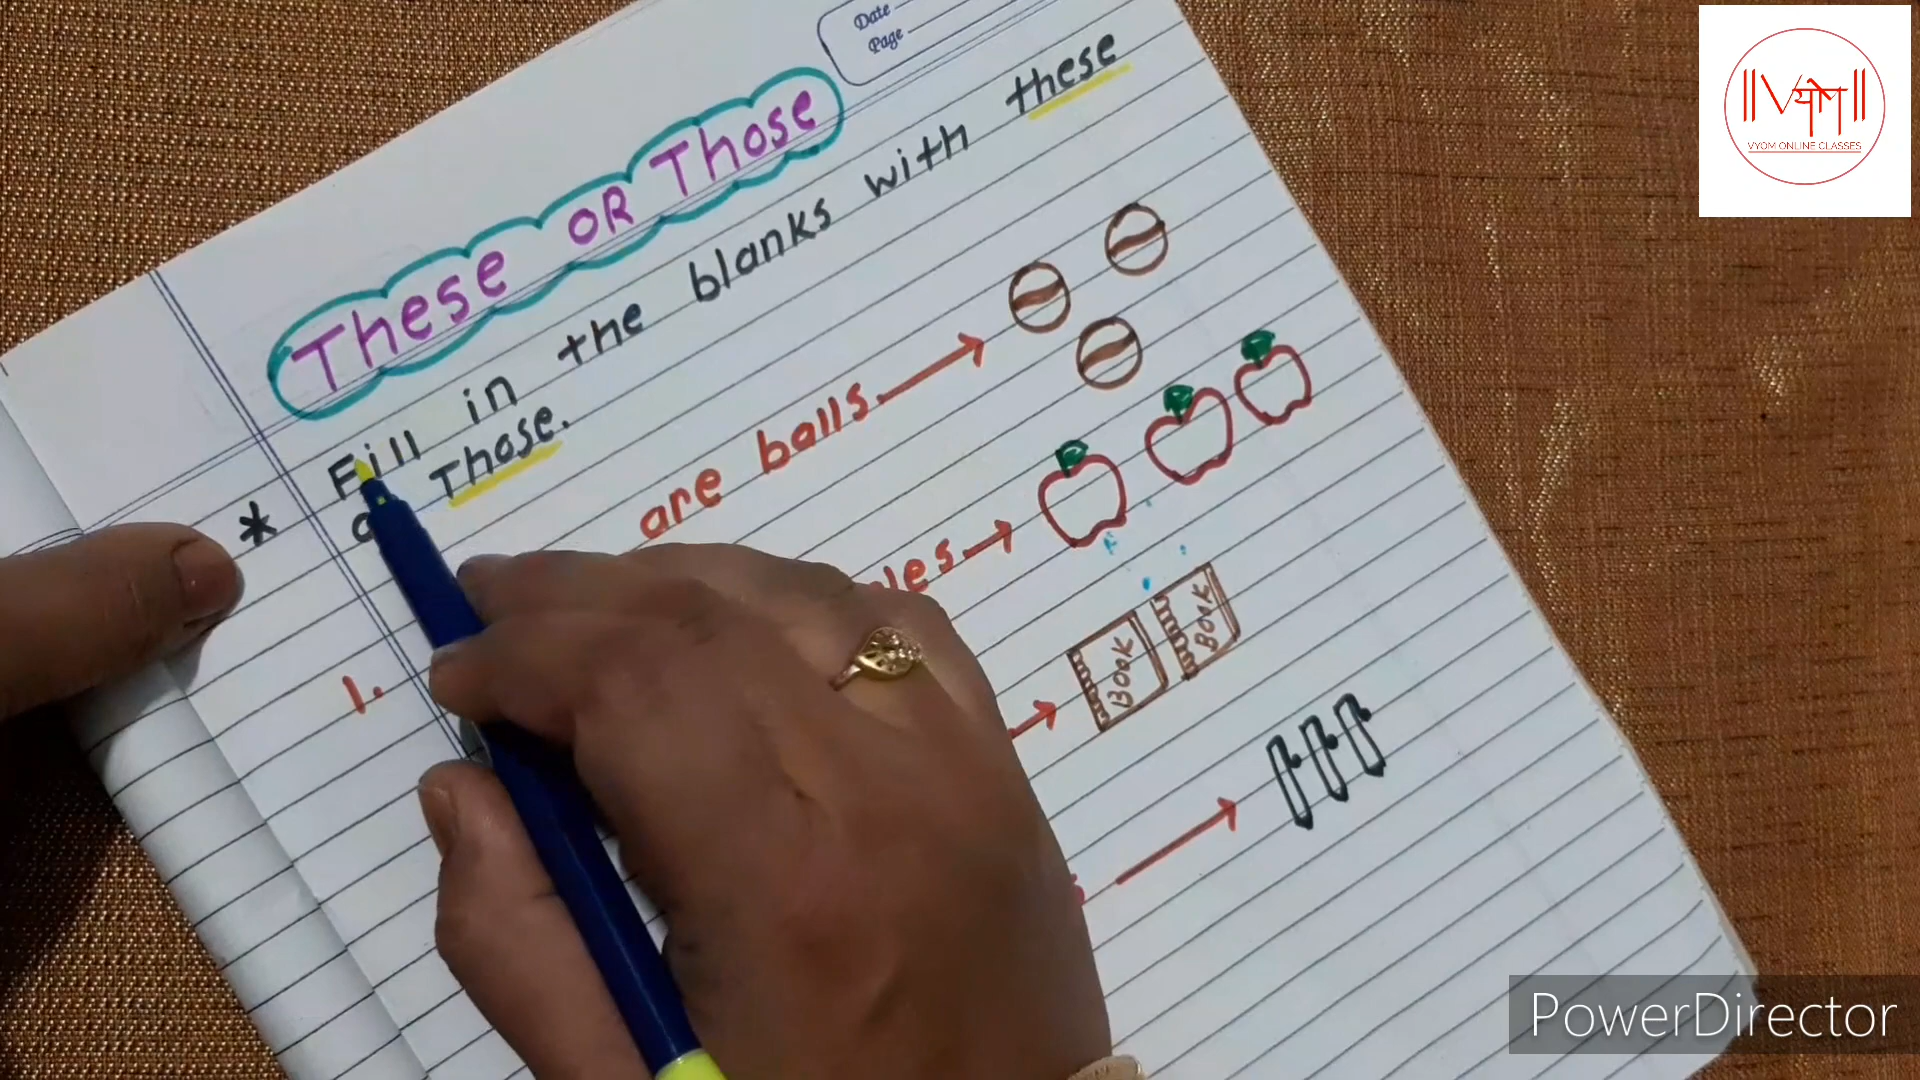 Date
Page
These OR Those
* Fill in the blanks with these
Those.
1.
are balls.
BOOK
BOOK
||व्योम||
VYOM ONLINE CLASSES
PowerDirector